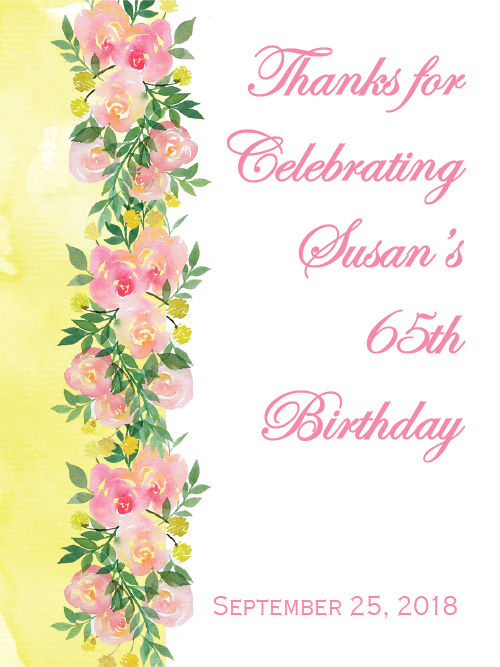 Thanks for
Celebrating
Susan's
65th
Birthday
September 25, 2018